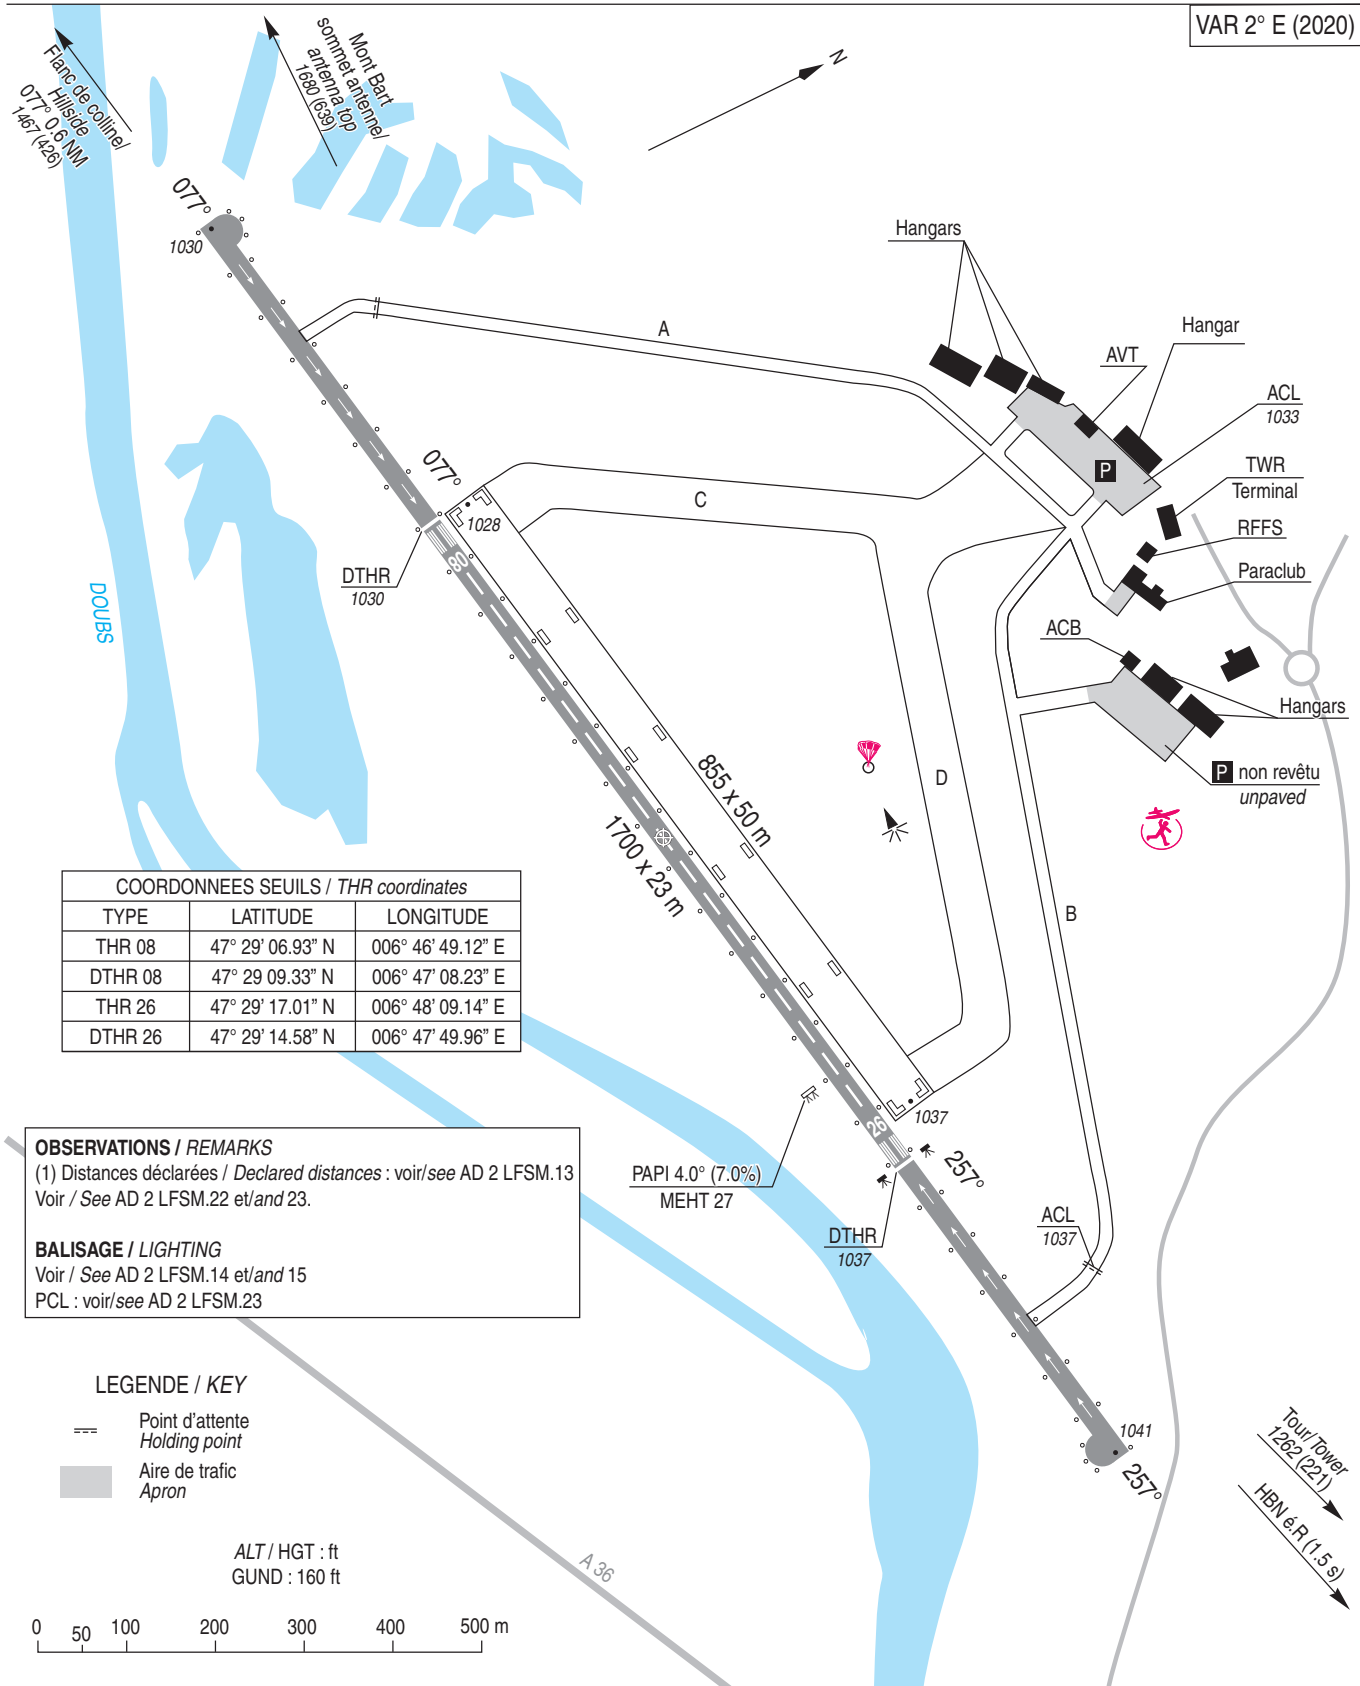 VAR 2° E (2020)
Flanc de colline/
Hillside
077° 0.6 NM
1467 (426)
Mont Bart
sommet antenne/
antenna top
1680 (639)
N
077°
1030
Hangars
A
Hangar
AVT
ACL
1033
P
TWR
Terminal
RFFS
Paraclub
077°
1028
C
DTHR
1030
80
DOUBS
ACB
Hangars
P non revêtu
unpaved
855 x 50 m
1700 x 23 m
D
B
COORDONNEES SEUILS / THR coordinates
TYPE LATITUDE LONGITUDE
THR 08 47° 29’ 06.93” N 006° 46’ 49.12” E
DTHR 08 47° 29 09.33” N 006° 47’ 08.23” E
THR 26 47° 29’ 17.01” N 006° 48’ 09.14” E
DTHR 26 47° 29’ 14.58” N 006° 47’ 49.96” E
1037
26
257°
PAPI 4.0° (7.0%)
MEHT 27
DTHR
1037
ACL
1037
OBSERVATIONS / REMARKS
(1) Distances déclarées / Declared distances : voir/see AD 2 LFSM.13
Voir / See AD 2 LFSM.22 et/and 23.
BALISAGE / LIGHTING
Voir / See AD 2 LFSM.14 et/and 15
PCL : voir/see AD 2 LFSM.23
LEGENDE / KEY
Point d’attente
Holding point
Aire de trafic
Apron
1041
257°
Tour/Tower
1262 (221)
HBN é.R (1.5 s)
A 36
ALT / HGT : ft
GUND : 160 ft
0 50 100 200 300 400 500 m